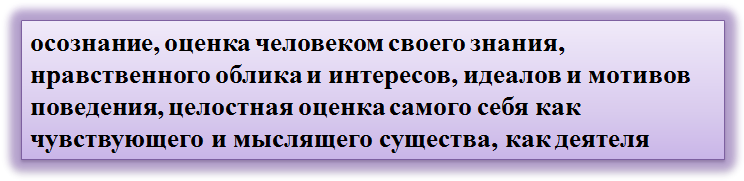 осознание, оценка человеком своего знания,
нравственного облика и интересов, идеалов и мотивов
поведения, целостная оценка самого себя как
чувствующего и мыслящего существа, как деятеля